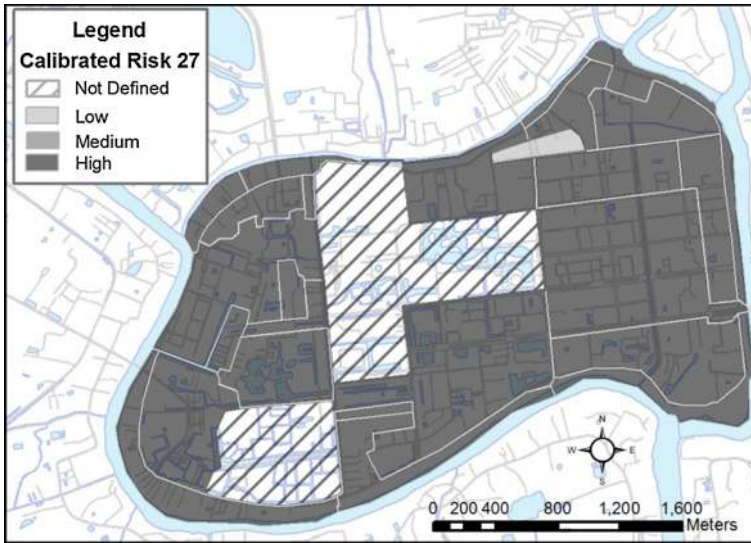 Legend
Calibrated Risk 27
Not Defined
Low
Medium
High
N
W E
S
0 200 400 800 1,200 1,600
Meters